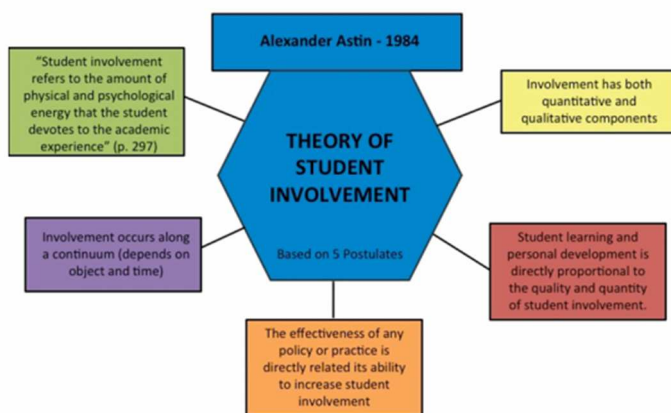 Alexander Astin - 1984
"Student involvement
refers to the amount of
physical and psychological
energy that the student
devotes to the academic
experience" (p. 297)
Involvement has both
quantitative and
qualitative components
THEORY OF
STUDENT
INVOLVEMENT
Based on 5 Postulates
Involvement occurs along
a continuum (depends on
object and time)
Student learning and
personal development is
directly proportional to
the quality and quantity
of student involvement.
The effectiveness of any
policy or practice is
directly related its ability
to increase student
involvement